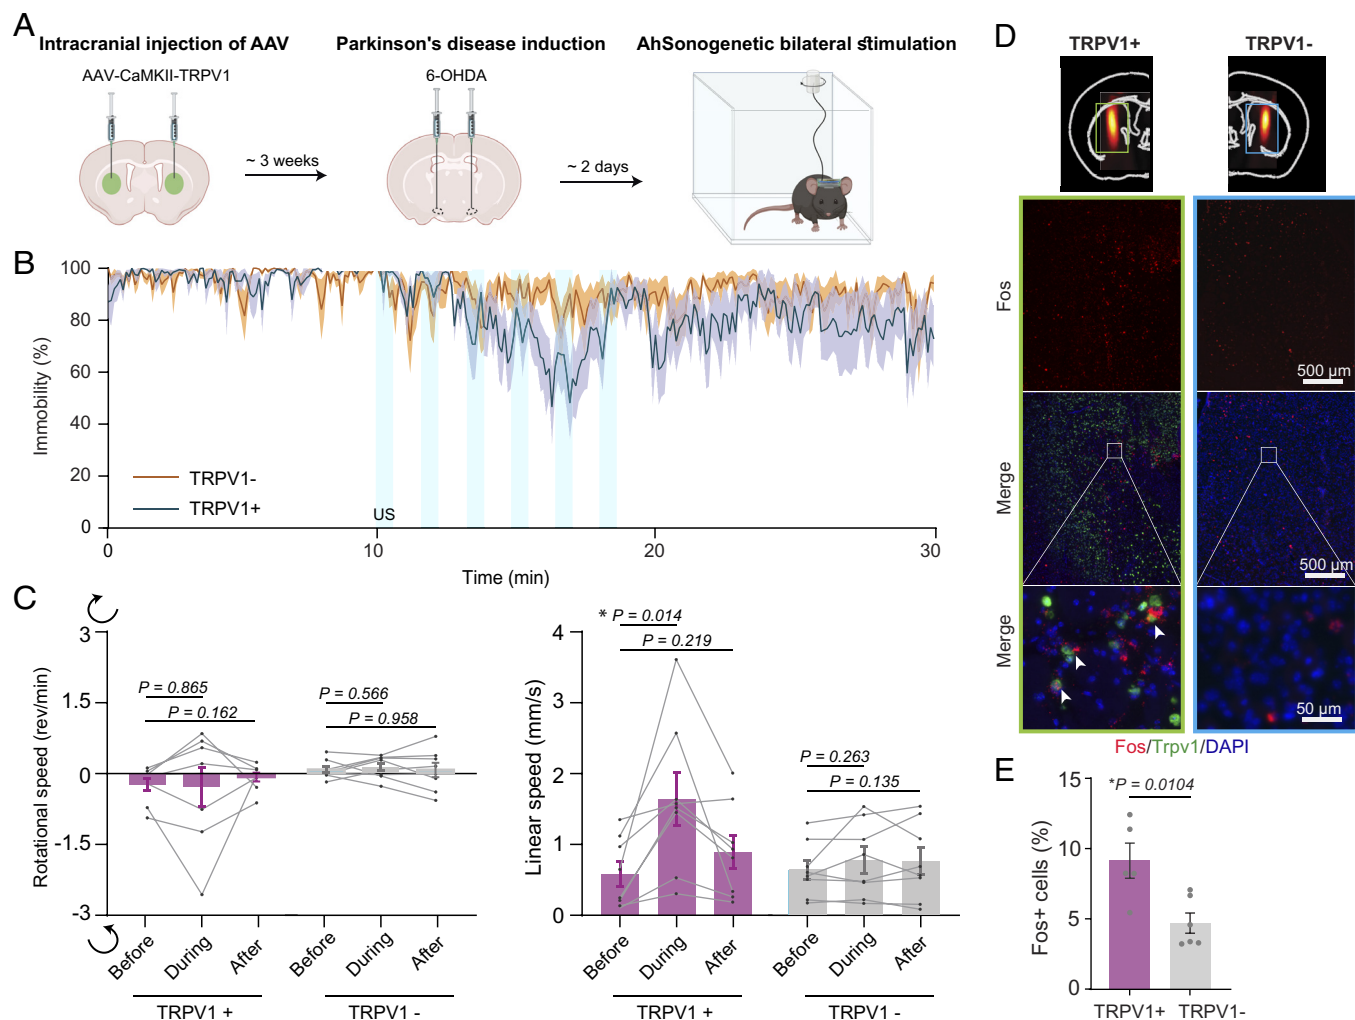 A
Intracranial injection of AAV
Parkinson's disease induction
AhSonogenetic bilateral stimulation
AAV-CaMKII-TRPV1
6-OHDA
~ 3 weeks
~ 2 days
B
Immobility (%)
100
80
60
40
20
0
TRPV1-
TRPV1+
US
0
10
20
30
Time (min)
C
Rotational speed (rev/min)
3
1.5
0
-1.5
-3
P = 0.865
P = 0.162
P = 0.566
P = 0.958
Before
During
After
Before
During
After
TRPV1 +
TRPV1 -
Linear speed (mm/s)
4
3
2
1
0
* P = 0.014
P = 0.219
P = 0.263
P = 0.135
Before
During
After
Before
During
After
TRPV1 +
TRPV1 -
D
TRPV1+
TRPV1-
Fos
500 µm
Merge
500 µm
Merge
50 µm
Fos/Trpv1/DAPI
E
Fos+ cells (%)
15
10
5
0
*P = 0.0104
TRPV1+
TRPV1-